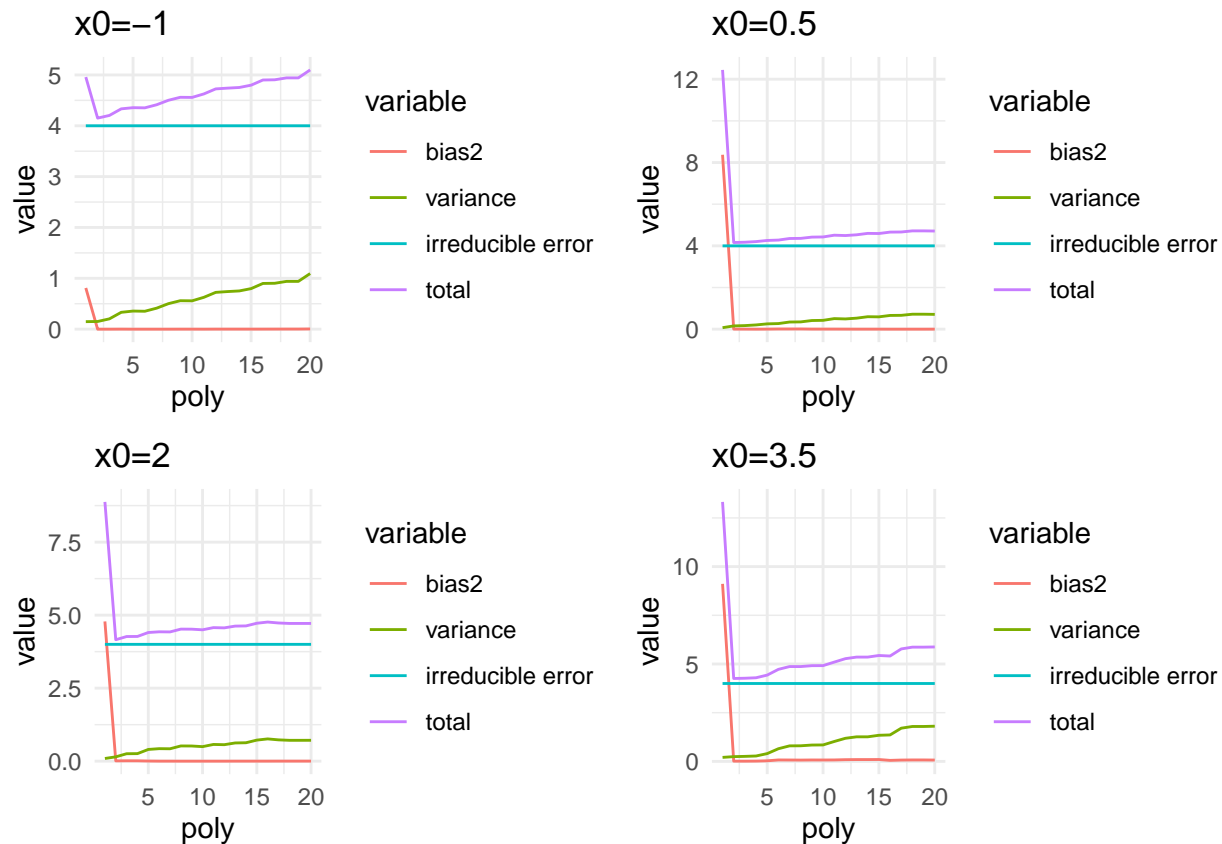 x0=−1
value
5
4
3
2
1
0
5 10 15 20
poly
variable
bias2
variance
irreducible error
total
x0=0.5
value
12
8
4
0
5 10 15 20
poly
variable
bias2
variance
irreducible error
total
x0=2
value
7.5
5.0
2.5
0.0
5 10 15 20
poly
variable
bias2
variance
irreducible error
total
x0=3.5
value
10
5
0
5 10 15 20
poly
variable
bias2
variance
irreducible error
total